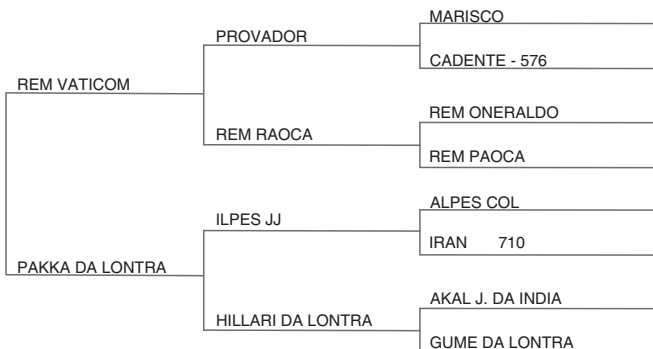 MARISCO
PROVADOR
CADENTE - 576
REM VATICOM
REM ONERALDO
REM RAOCA
REM PAOCA
ALPES COL
ILPES JJ
IRAN 710
PAKKA DA LONTRA
AKAL J. DA INDIA
HILLARI DA LONTRA
GUME DA LONTRA